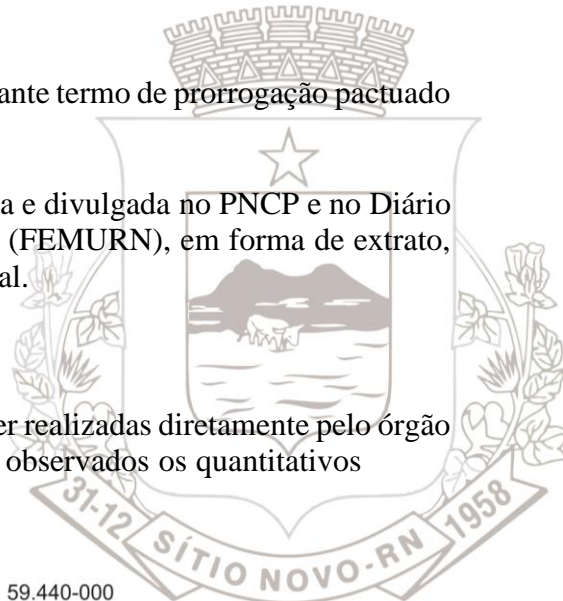 ante termo de prorrogação pactuado
a e divulgada no PNCP e no Diário
(FEMURN), em forma de extrato,
al.
er realizadas diretamente pelo órgão
observados os quantitativos
31-12 SÍTIO NOVO-RN 1958
59.440-000